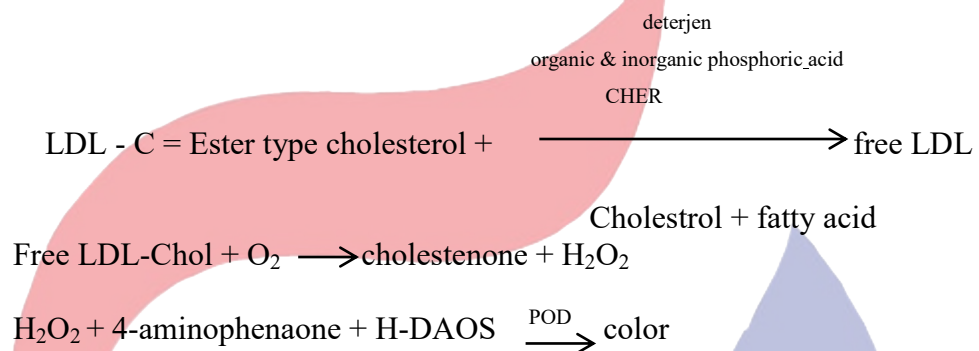 deterjen
organic & inorganic phosphoric acid
CHER
LDL - C = Ester type cholesterol + ⟶ free LDL
Cholestrol + fatty acid
Free LDL-Chol + O₂ ⟶ cholestenone + H₂O₂
POD
H₂O₂ + 4-aminophenaone + H-DAOS ⟶ color